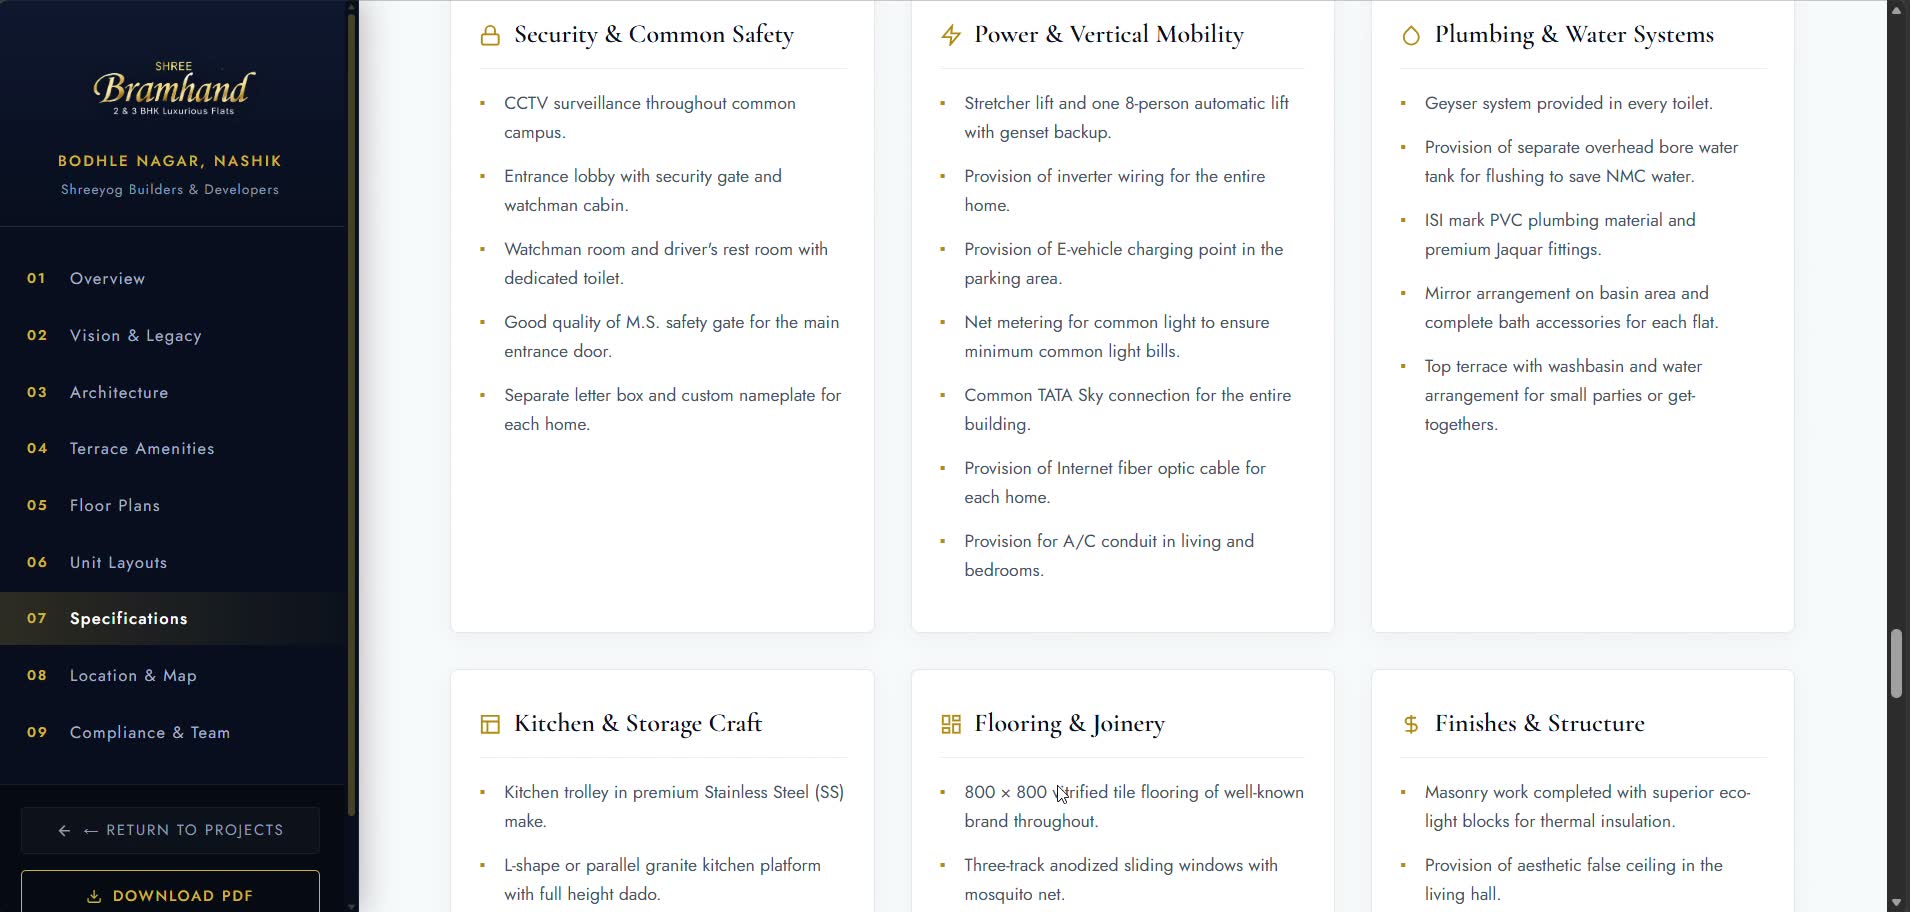 SHREE
Bramhand
2 & 3 BHK Luxurious Flats
BODHLE NAGAR, NASHIK
Shreeyog Builders & Developers
01 Overview
02 Vision & Legacy
03 Architecture
04 Terrace Amenities
05 Floor Plans
06 Unit Layouts
07 Specifications
08 Location & Map
09 Compliance & Team
← ← RETURN TO PROJECTS
DOWNLOAD PDF
Security & Common Safety
CCTV surveillance throughout common
campus.
Entrance lobby with security gate and
watchman cabin.
Watchman room and driver's rest room with
dedicated toilet.
Good quality of M.S. safety gate for the main
entrance door.
Separate letter box and custom nameplate for
each home.
Power & Vertical Mobility
Stretcher lift and one 8-person automatic lift
with genset backup.
Provision of inverter wiring for the entire
home.
Provision of E-vehicle charging point in the
parking area.
Net metering for common light to ensure
minimum common light bills.
Common TATA Sky connection for the entire
building.
Provision of Internet fiber optic cable for
each home.
Provision for A/C conduit in living and
bedrooms.
Plumbing & Water Systems
Geyser system provided in every toilet.
Provision of separate overhead bore water
tank for flushing to save NMC water.
ISI mark PVC plumbing material and
premium Jaquar fittings.
Mirror arrangement on basin area and
complete bath accessories for each flat.
Top terrace with washbasin and water
arrangement for small parties or get-
togethers.
Kitchen & Storage Craft
Kitchen trolley in premium Stainless Steel (SS)
make.
L-shape or parallel granite kitchen platform
with full height dado.
Flooring & Joinery
800 × 800 vitrified tile flooring of well-known
brand throughout.
Three-track anodized sliding windows with
mosquito net.
Finishes & Structure
Masonry work completed with superior eco-
light blocks for thermal insulation.
Provision of aesthetic false ceiling in the
living hall.